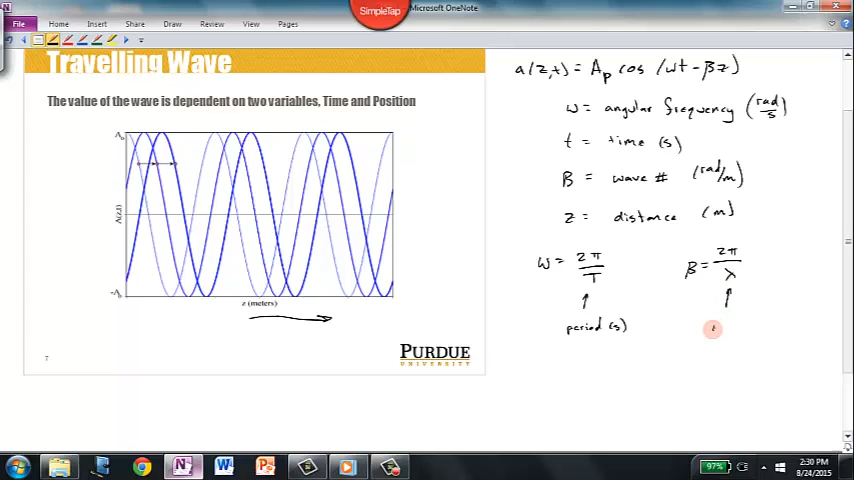 SimpleTap
Microsoft OneNote
File Home Insert Share Draw Review View Pages
Travelling Wave
The value of the wave is dependent on two variables, Time and Position
z (meters)
7
PURDUE
UNIVERSITY
a(z,t) = Ap cos (ωt - βz)
ω = angular frequency (rad/s)
t = time (s)
β = wave # (rad/m)
z = distance (m)
ω = 2π/T β = 2π/λ
period (s)
97%
2:30 PM
8/24/2015